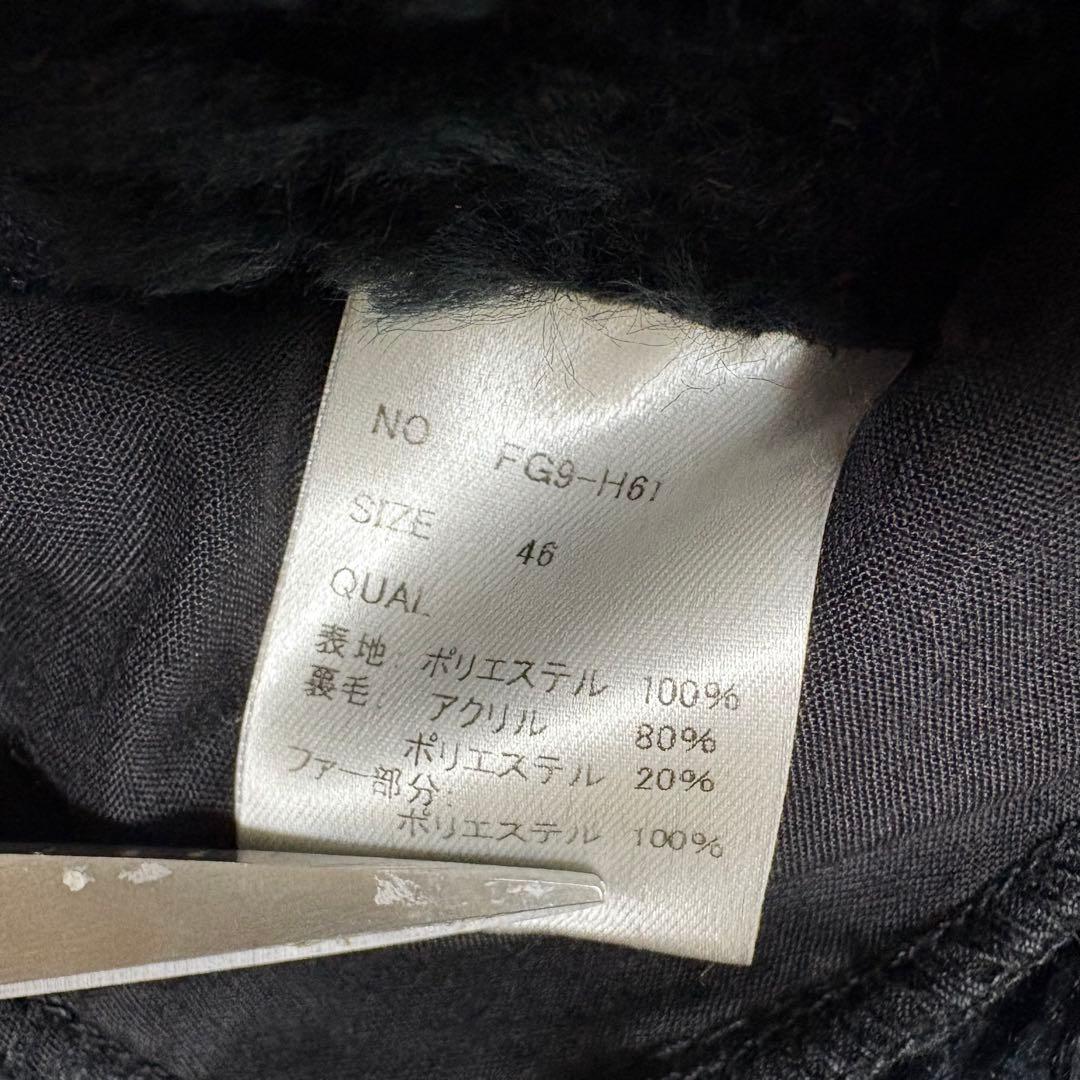 NO FG9-H61
SIZE 46
QUAL
表地: ポリエステル 100%
裏毛: アクリル 80%
ポリエステル 20%
ファー部分:
ポリエステル 100%